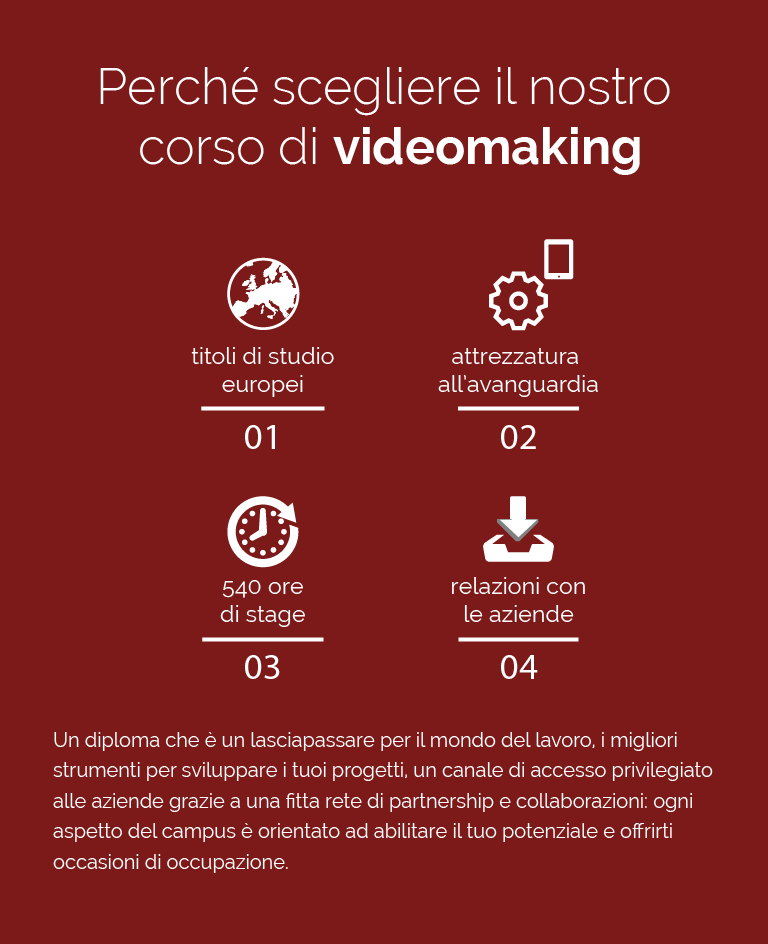 Perché scegliere il nostro
corso di videomaking
titoli di studio
europei
01
attrezzatura
all'avanguardia
02
540 ore
di stage
03
relazioni con
le aziende
04
Un diploma che è un lasciapassare per il mondo del lavoro, i migliori
strumenti per sviluppare i tuoi progetti, un canale di accesso privilegiato
alle aziende grazie a una fitta rete di partnership e collaborazioni: ogni
aspetto del campus è orientato ad abilitare il tuo potenziale e offrirti
occasioni di occupazione.